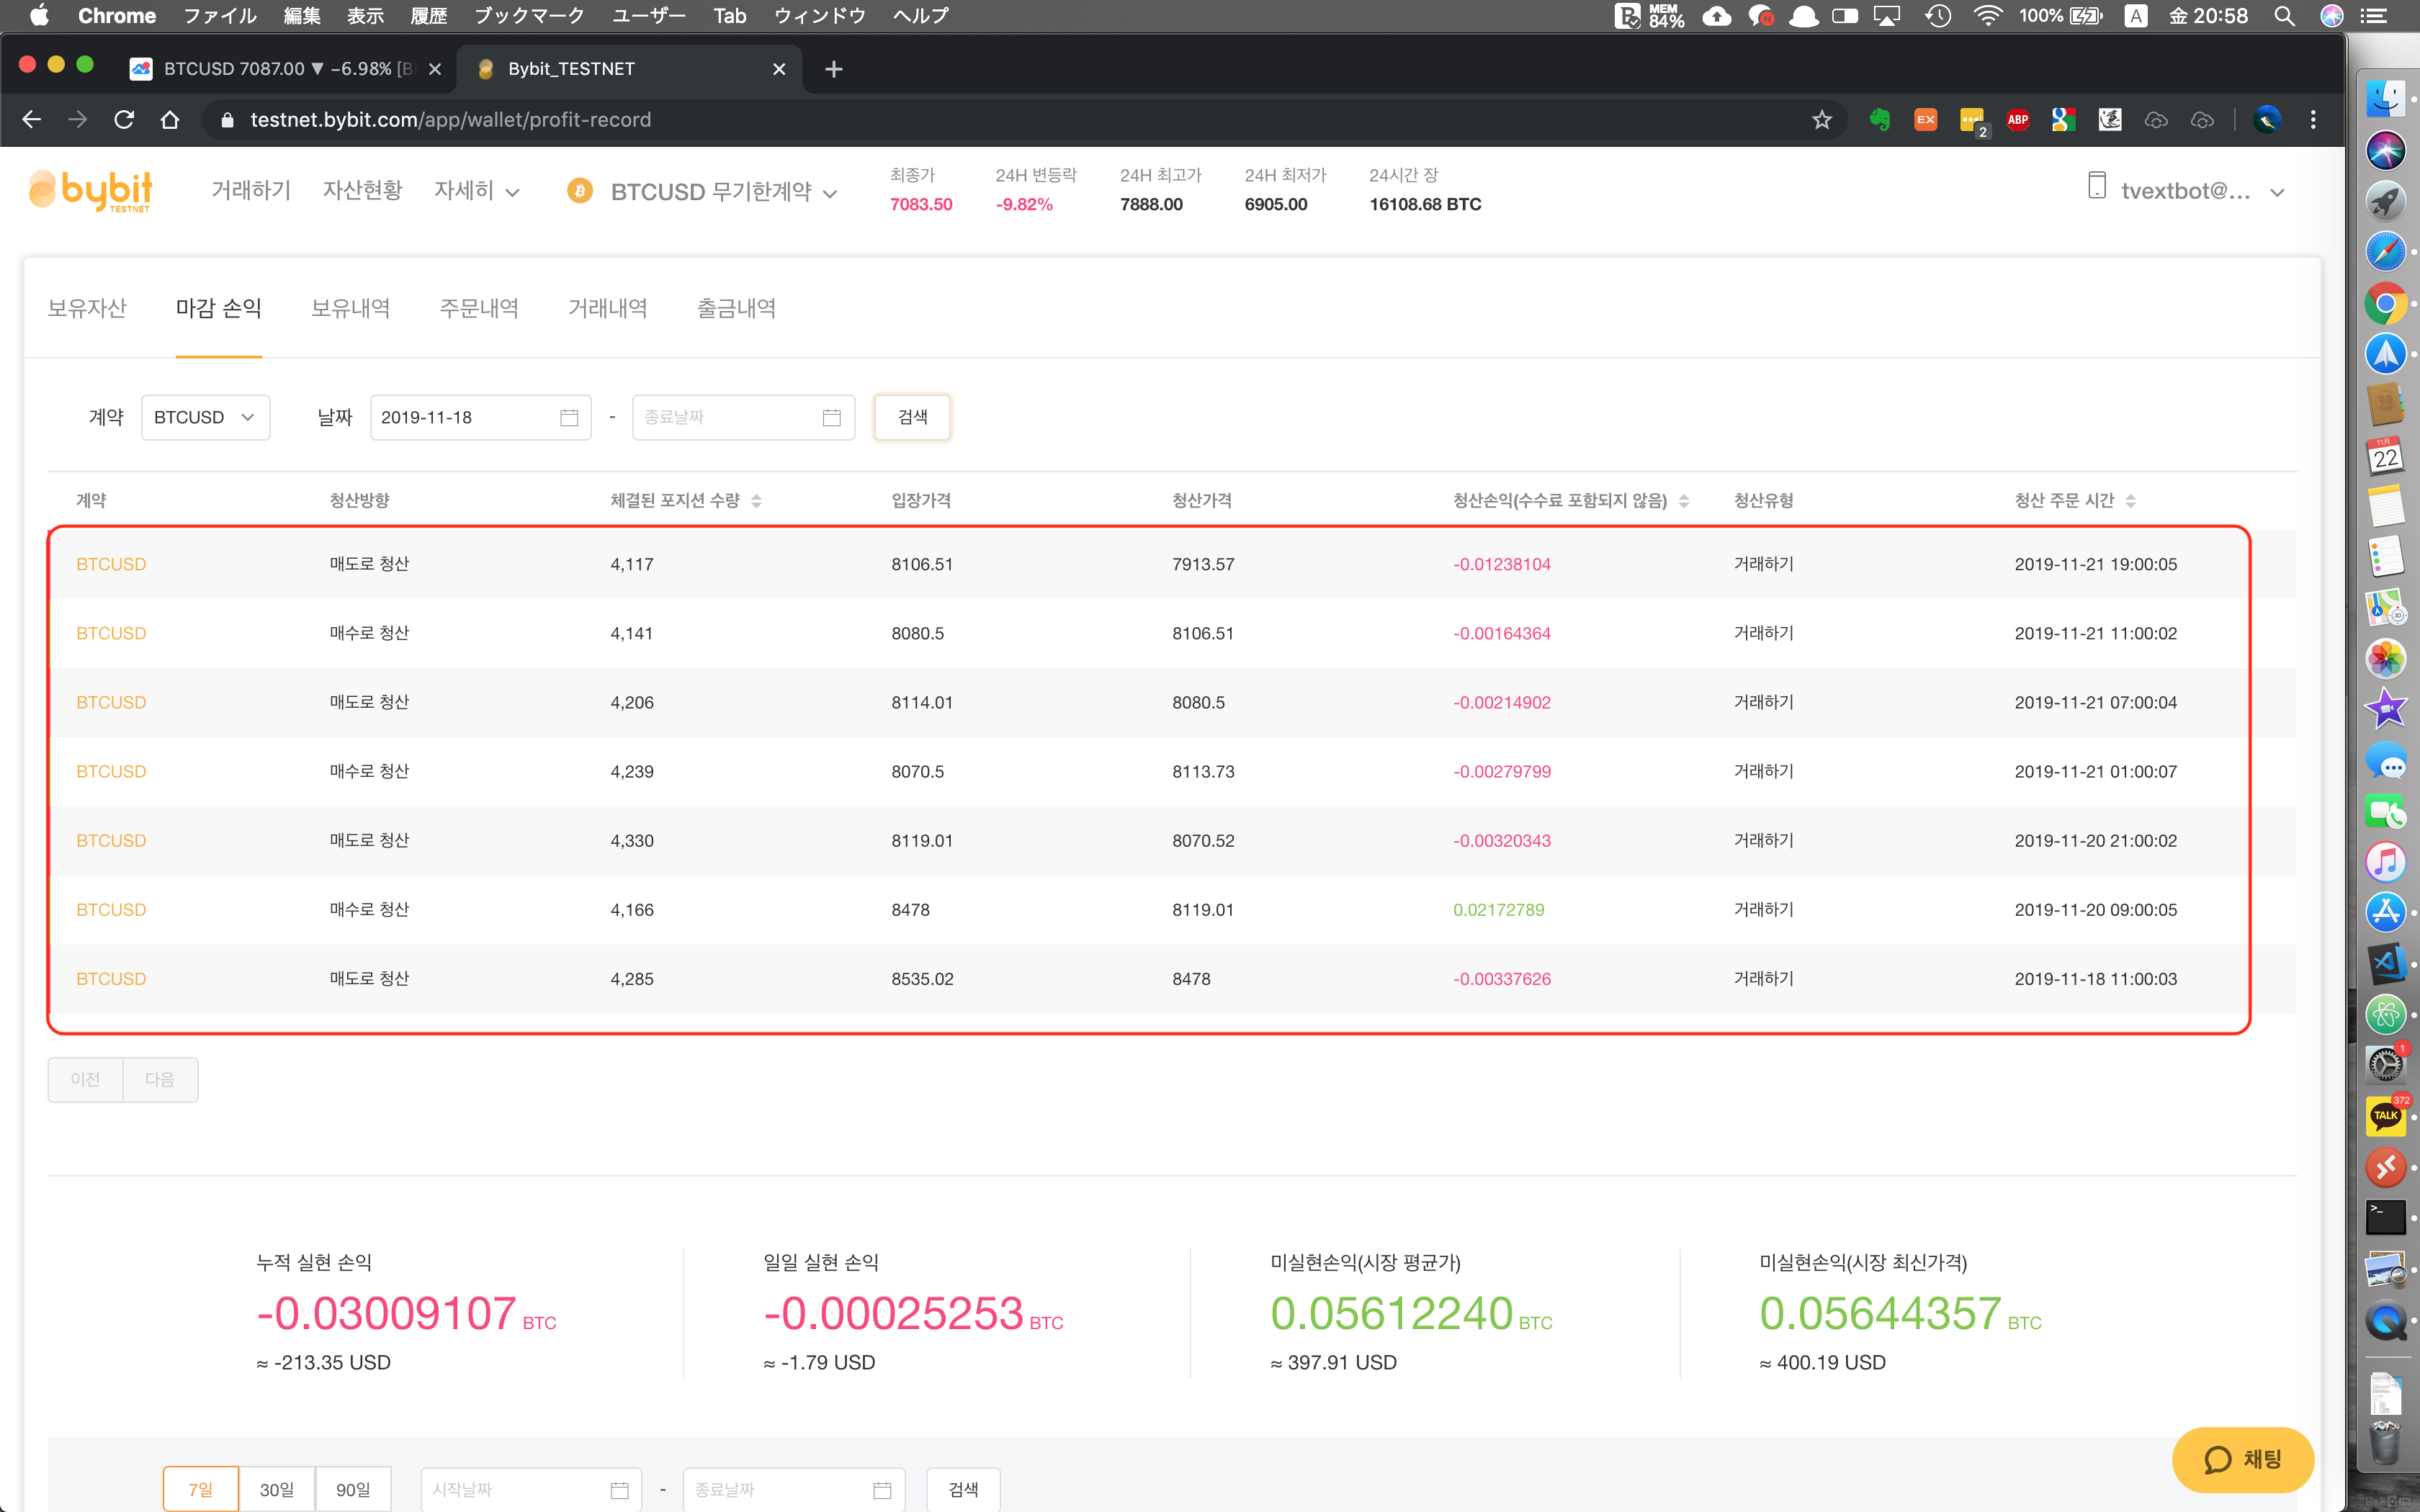 Chrome ファイル 編集 表示 履歴 ブックマーク ユーザー Tab ウィンドウ ヘルプ MEM 84% 100% A 金 20:58
BTCUSD 7087.00 ▼ −6.98% [B
Bybit_TESTNET
testnet.bybit.com/app/wallet/profit-record
EX 2 ABP
bybit TESTNET
거래하기 자산현황 자세히 BTCUSD 무기한계약
최종가 24H 변등락 24H 최고가 24H 최저가 24시간 장
7083.50 -9.82% 7888.00 6905.00 16108.68 BTC
tvextbot@...
보유자산 마감 손익 보유내역 주문내역 거래내역 출금내역
계약 BTCUSD 날짜 2019-11-18 - 종료날짜 검색
계약 청산방향 체결된 포지션 수량 입장가격 청산가격 청산손익(수수료 포함되지 않음) 청산유형 청산 주문 시간
BTCUSD 매도로 청산 4,117 8106.51 7913.57 -0.01238104 거래하기 2019-11-21 19:00:05
BTCUSD 매수로 청산 4,141 8080.5 8106.51 -0.00164364 거래하기 2019-11-21 11:00:02
BTCUSD 매도로 청산 4,206 8114.01 8080.5 -0.00214902 거래하기 2019-11-21 07:00:04
BTCUSD 매수로 청산 4,239 8070.5 8113.73 -0.00279799 거래하기 2019-11-21 01:00:07
BTCUSD 매도로 청산 4,330 8119.01 8070.52 -0.00320343 거래하기 2019-11-20 21:00:02
BTCUSD 매수로 청산 4,166 8478 8119.01 0.02172789 거래하기 2019-11-20 09:00:05
BTCUSD 매도로 청산 4,285 8535.02 8478 -0.00337626 거래하기 2019-11-18 11:00:03
이전 다음
누적 실현 손익 일일 실현 손익 미실현손익(시장 평균가) 미실현손익(시장 최신가격)
-0.03009107 BTC -0.00025253 BTC 0.05612240 BTC 0.05644357 BTC
≈ -213.35 USD ≈ -1.79 USD ≈ 397.91 USD ≈ 400.19 USD
채팅
7일 30일 90일 시작날짜 - 종료날짜 검색
11月
22
1
372
TALK